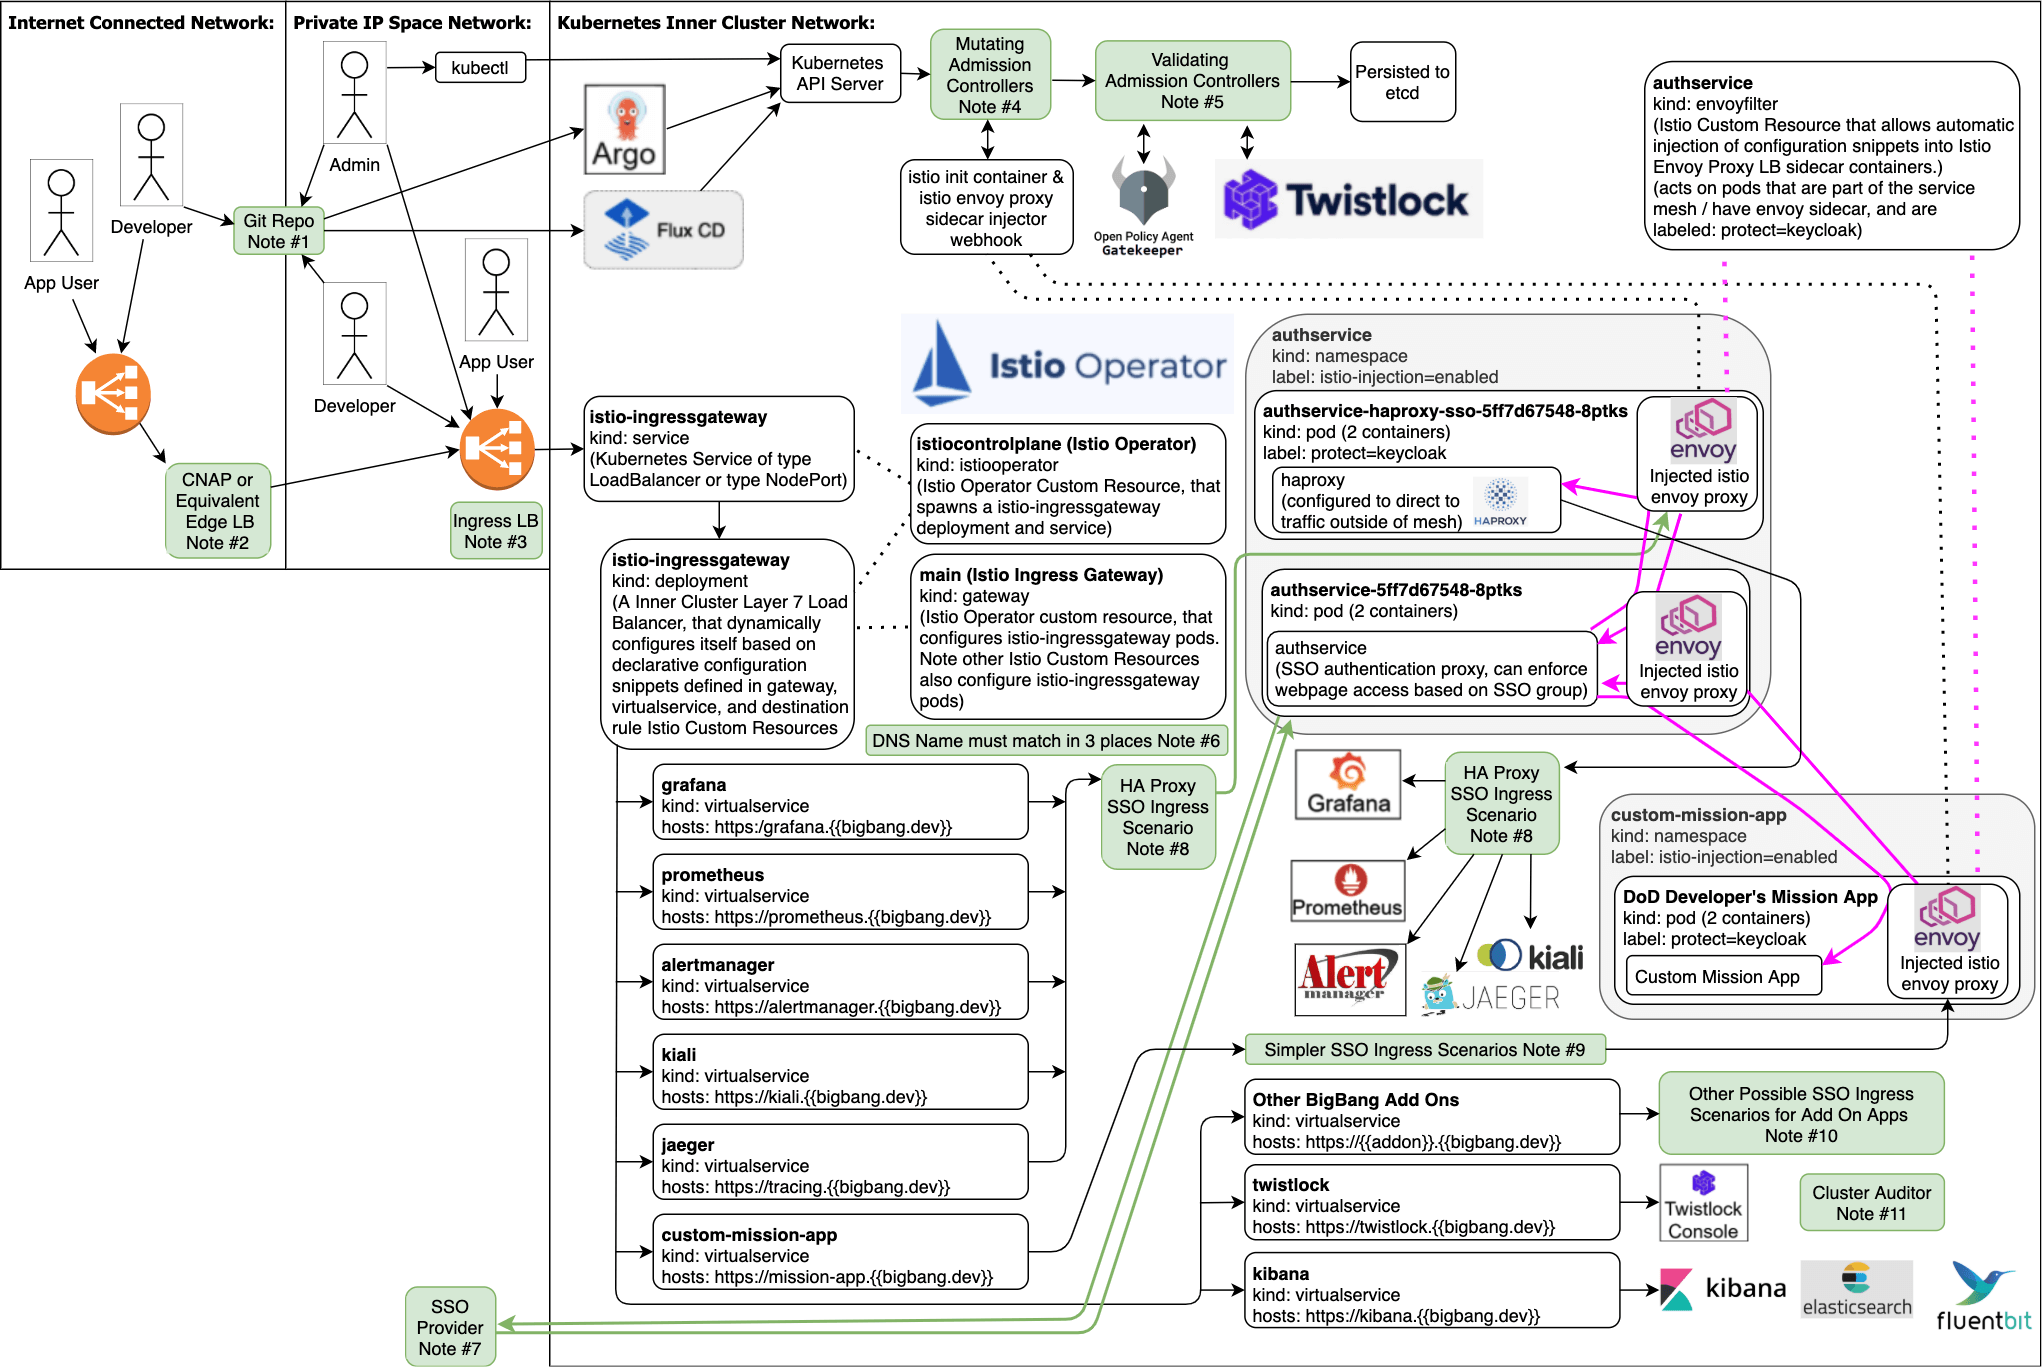 Internet Connected Network:
Private IP Space Network:
Kubernetes Inner Cluster Network:
App User
Developer
Admin
kubectl
Git Repo
Note #1
Developer
App User
CNAP or
Equivalent
Edge LB
Note #2
Ingress LB
Note #3
Argo
Flux CD
Kubernetes
API Server
Mutating
Admission
Controllers
Note #4
Validating
Admission Controllers
Note #5
Persisted to
etcd
istio init container &
istio envoy proxy
sidecar injector
webhook
Open Policy Agent
Gatekeeper
Twistlock
authservice
kind: envoyfilter
(Istio Custom Resource that allows automatic
injection of configuration snippets into Istio
Envoy Proxy LB sidecar containers.)
(acts on pods that are part of the service
mesh / have envoy sidecar, and are
labeled: protect=keycloak)
Istio Operator
istio-ingressgateway
kind: service
(Kubernetes Service of type
LoadBalancer or type NodePort)
istio-ingressgateway
kind: deployment
(A Inner Cluster Layer 7 Load
Balancer, that dynamically
configures itself based on
declarative configuration
snippets defined in gateway,
virtualservice, and destination
rule Istio Custom Resources
istiocontrolplane (Istio Operator)
kind: istiooperator
(Istio Operator Custom Resource, that
spawns a istio-ingressgateway
deployment and service)
main (Istio Ingress Gateway)
kind: gateway
(Istio Operator custom resource, that
configures istio-ingressgateway pods.
Note other Istio Custom Resources
also configure istio-ingressgateway
pods)
DNS Name must match in 3 places Note #6
authservice
kind: namespace
label: istio-injection=enabled
authservice-haproxy-sso-5ff7d67548-8ptks
kind: pod (2 containers)
label: protect=keycloak
haproxy
(configured to direct to
traffic outside of mesh)
HAPROXY
envoy
Injected istio
envoy proxy
authservice-5ff7d67548-8ptks
kind: pod (2 containers)
authservice
(SSO authentication proxy, can enforce
webpage access based on SSO group)
envoy
Injected istio
envoy proxy
grafana
kind: virtualservice
hosts: https:/grafana.{{bigbang.dev}}
prometheus
kind: virtualservice
hosts: https://prometheus.{{bigbang.dev}}
alertmanager
kind: virtualservice
hosts: https://alertmanager.{{bigbang.dev}}
kiali
kind: virtualservice
hosts: https://kiali.{{bigbang.dev}}
jaeger
kind: virtualservice
hosts: https://tracing.{{bigbang.dev}}
custom-mission-app
kind: virtualservice
hosts: https://mission-app.{{bigbang.dev}}
HA Proxy
SSO Ingress
Scenario
Note #8
Grafana
Prometheus
Alert
manager
JAEGER
kiali
HA Proxy
SSO Ingress
Scenario
Note #8
custom-mission-app
kind: namespace
label: istio-injection=enabled
DoD Developer's Mission App
kind: pod (2 containers)
label: protect=keycloak
Custom Mission App
envoy
Injected istio
envoy proxy
Simpler SSO Ingress Scenarios Note #9
Other BigBang Add Ons
kind: virtualservice
hosts: https://{{addon}}.{{bigbang.dev}}
Other Possible SSO Ingress
Scenarios for Add On Apps
Note #10
twistlock
kind: virtualservice
hosts: https://twistlock.{{bigbang.dev}}
Twistlock
Console
Cluster Auditor
Note #11
kibana
kind: virtualservice
hosts: https://kibana.{{bigbang.dev}}
kibana
elasticsearch
fluentbit
SSO
Provider
Note #7